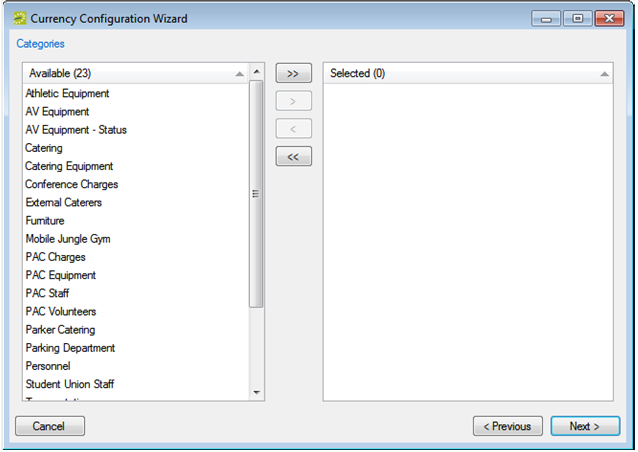 Currency Configuration Wizard
Categories
Available (23)
Athletic Equipment
AV Equipment
AV Equipment - Status
Catering
Catering Equipment
Conference Charges
External Caterers
Furniture
Mobile Jungle Gym
PAC Charges
PAC Equipment
PAC Staff
PAC Volunteers
Parker Catering
Parking Department
Personnel
Student Union Staff
>>
>
<
<<
Selected (0)
Cancel
< Previous
Next >